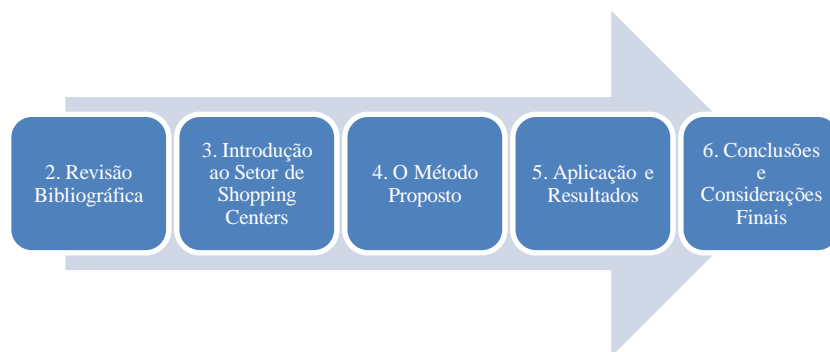 2. Revisão
Bibliográfica
3. Introdução
ao Setor de
Shopping
Centers
4. O Método
Proposto
5. Aplicação e
Resultados
6. Conclusões
e
Considerações
Finais